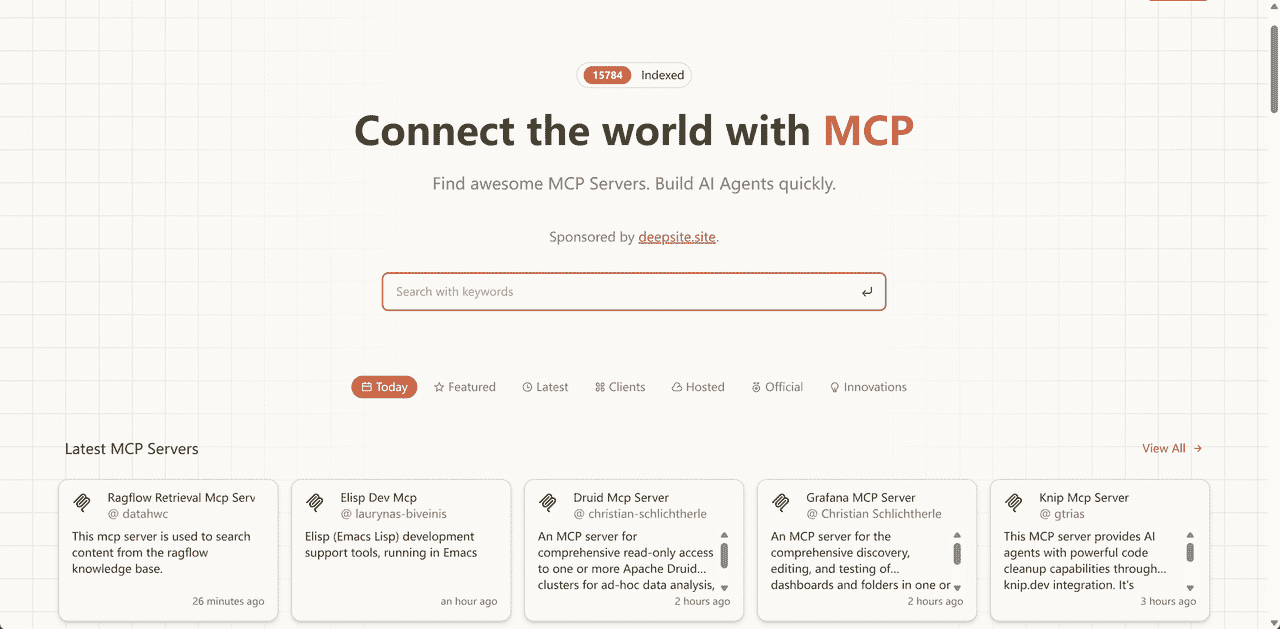 15784 Indexed
Connect the world with MCP
Find awesome MCP Servers. Build AI Agents quickly.
Sponsored by deepsite.site.
Search with keywords
Today Featured Latest Clients Hosted Official Innovations
Latest MCP Servers
View All →
Ragflow Retrieval Mcp Serv
@ datahwc
This mcp server is used to search
content from the ragflow
knowledge base.
26 minutes ago
Elisp Dev Mcp
@ laurynas-biveinis
Elisp (Emacs Lisp) development
support tools, running in Emacs
an hour ago
Druid Mcp Server
@ christian-schlichtherle
An MCP server for
comprehensive read-only access
to one or more Apache Druid...
clusters for ad-hoc data analysis,
2 hours ago
Grafana MCP Server
@ Christian Schlichtherle
An MCP server for the
comprehensive discovery,
editing, and testing of...
dashboards and folders in one or
2 hours ago
Knip Mcp Server
@ gtrias
This MCP server provides AI
agents with powerful code
cleanup capabilities through...
knip.dev integration. It's
3 hours ago